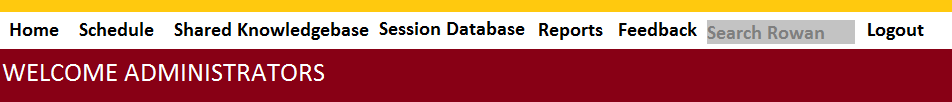 Home Schedule Shared Knowledgebase Session Database Reports Feedback Search Rowan Logout
WELCOME ADMINISTRATORS